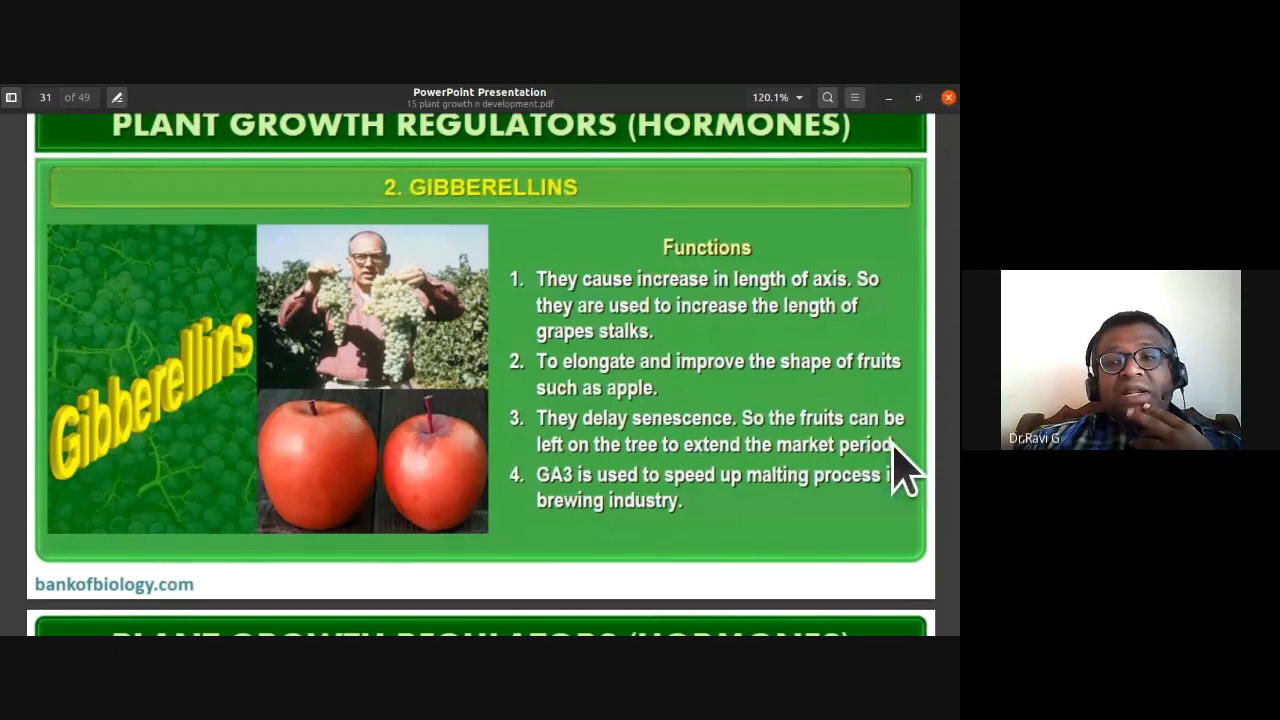 PowerPoint Presentation
31 of 49
15 plant growth n development.pdf
120.1%
PLANT GROWTH REGULATORS (HORMONES)
2. GIBBERELLINS
Gibberellins
Functions
1. They cause increase in length of axis. So
they are used to increase the length of
grapes stalks.
2. To elongate and improve the shape of fruits
such as apple.
3. They delay senescence. So the fruits can be
left on the tree to extend the market period
4. GA3 is used to speed up malting process i
brewing industry.
bankofbiology.com
PLANT GROWTH REGULATORS (HORMONES)
Dr.Ravi G